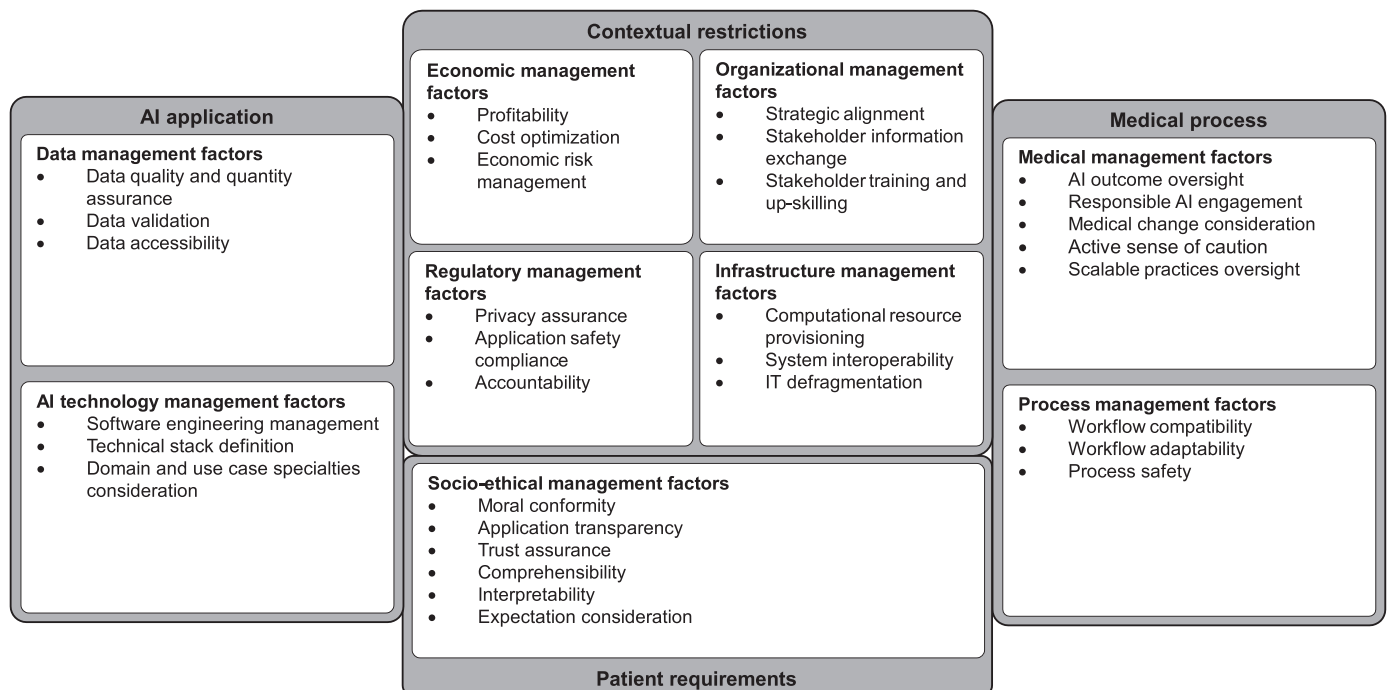 Contextual restrictions
Economic management
factors
• Profitability
• Cost optimization
• Economic risk
management
Organizational management
factors
• Strategic alignment
• Stakeholder information
exchange
• Stakeholder training and
up-skilling
Regulatory management
factors
• Privacy assurance
• Application safety
compliance
• Accountability
Infrastructure management
factors
• Computational resource
provisioning
• System interoperability
• IT defragmentation
AI application
Data management factors
• Data quality and quantity
assurance
• Data validation
• Data accessibility
AI technology management factors
• Software engineering management
• Technical stack definition
• Domain and use case specialties
consideration
Medical process
Medical management factors
• AI outcome oversight
• Responsible AI engagement
• Medical change consideration
• Active sense of caution
• Scalable practices oversight
Process management factors
• Workflow compatibility
• Workflow adaptability
• Process safety
Socio-ethical management factors
• Moral conformity
• Application transparency
• Trust assurance
• Comprehensibility
• Interpretability
• Expectation consideration
Patient requirements